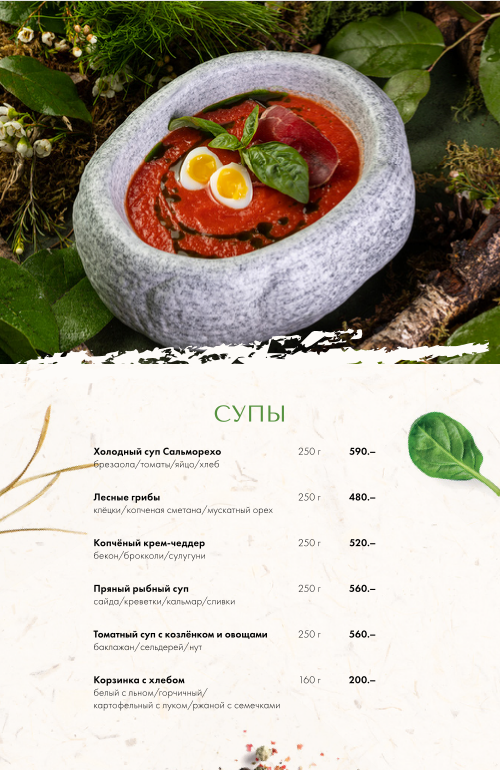 СУПЫ
Холодный суп Сальморехо 250 г 590.–
брезаола/томаты/яйцо/хлеб
Лесные грибы 250 г 480.–
клёцки/копченая сметана/мускатный орех
Копчёный крем-чеддер 250 г 520.–
бекон/брокколи/сулугуни
Пряный рыбный суп 250 г 560.–
сайда/креветки/кальмар/сливки
Томатный суп с козлёнком и овощами 250 г 560.–
баклажан/сельдерей/нут
Корзинка с хлебом 160 г 200.–
белый с льном/горчичный/
картофельный с луком/ржаной с семечками